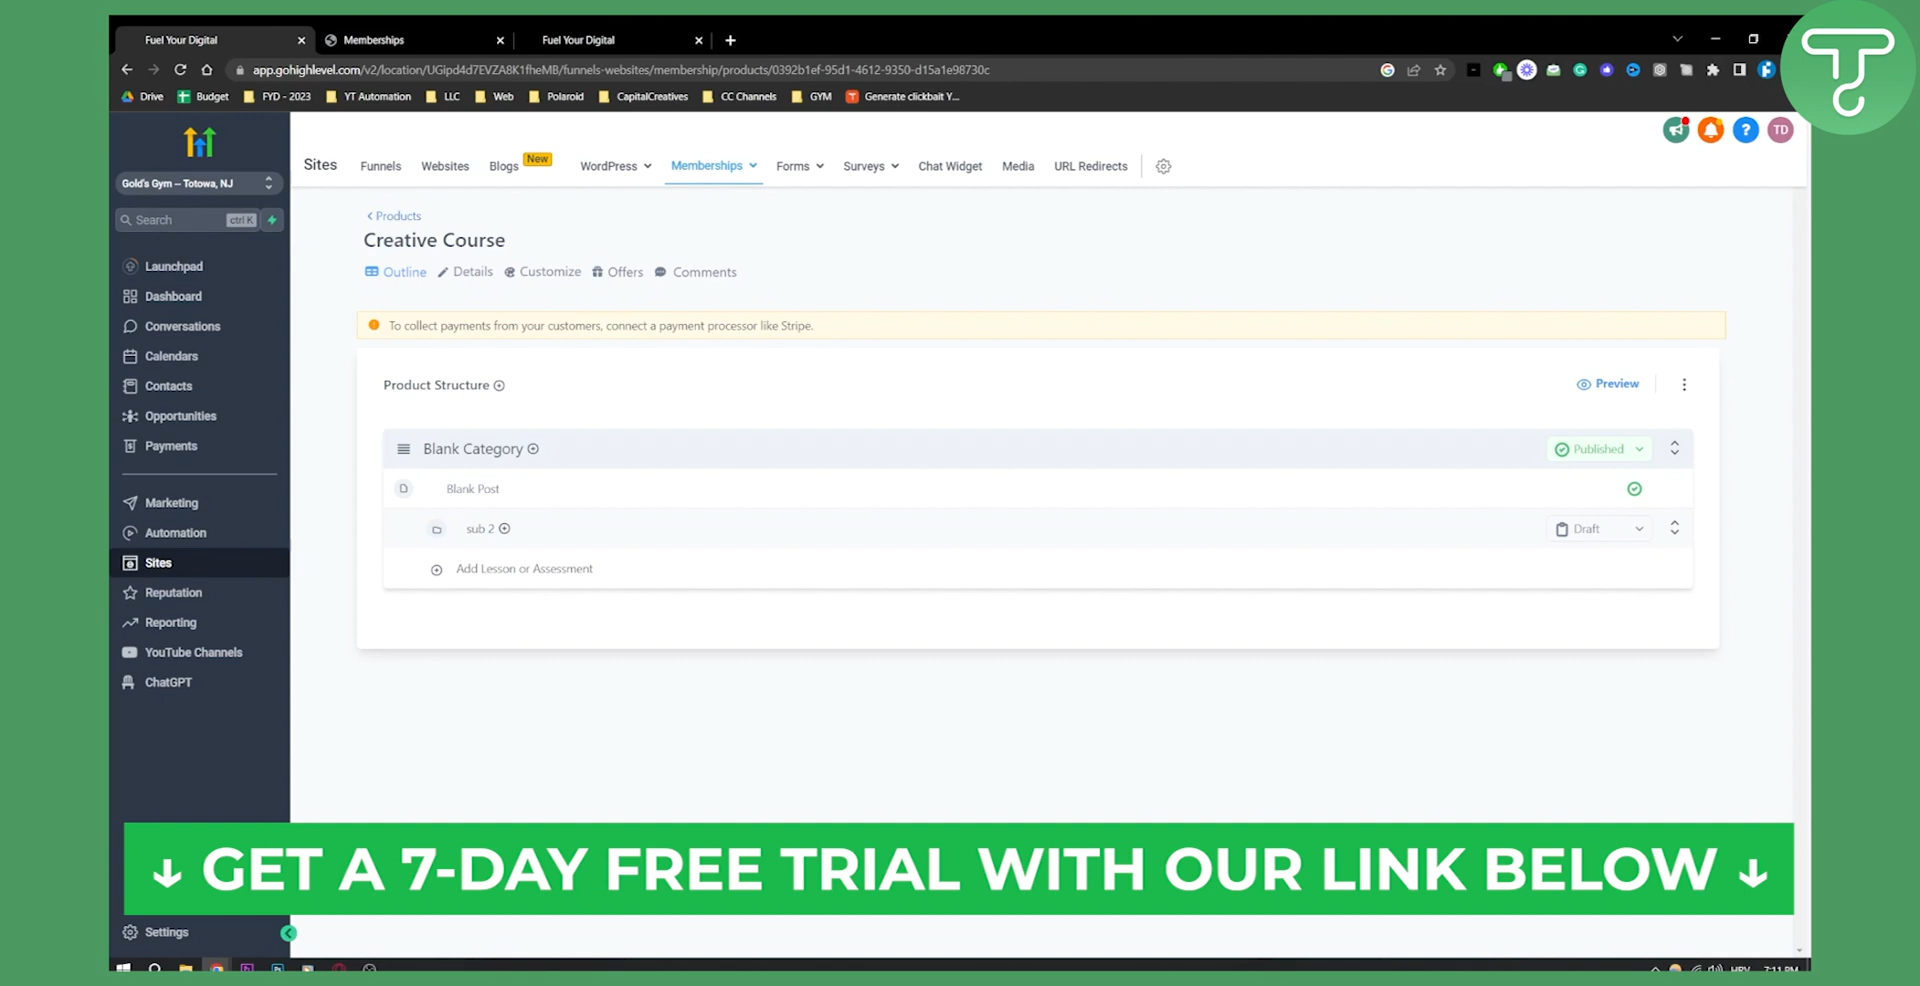 Fuel Your Digital
Memberships
Fuel Your Digital
app.gohighlevel.com/v2/location/UGipd4d7EVZA8K1fheMB/funnels-websites/membership/products/0392b1ef-95d1-4612-9350-d15a1e98730c
Drive Budget FYD - 2023 YT Automation LLC Web Polaroid CapitalCreatives CC Channels GYM Generate clickbait Y...
TD
Sites Funnels Websites Blogs New WordPress Memberships Forms Surveys Chat Widget Media URL Redirects
Gold's Gym -- Totowa, NJ
Search ctrl K
Launchpad
Dashboard
Conversations
Calendars
Contacts
Opportunities
Payments
Marketing
Automation
Sites
Reputation
Reporting
YouTube Channels
ChatGPT
Settings
Products
Creative Course
Outline Details Customize Offers Comments
To collect payments from your customers, connect a payment processor like Stripe.
Product Structure
Preview
Blank Category
Published
Blank Post
sub 2
Draft
Add Lesson or Assessment
↓ GET A 7-DAY FREE TRIAL WITH OUR LINK BELOW ↓
HRV 7:11 PM